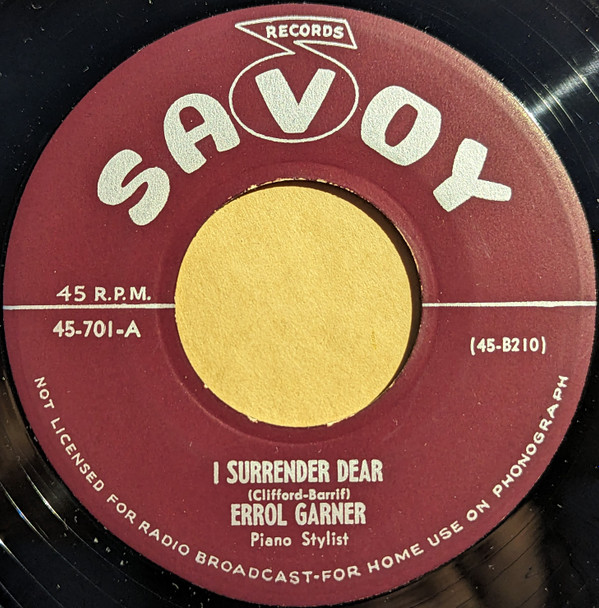 RECORDS
SAVOY
45 R.P.M.
45-701-A
(45-B210)
I SURRENDER DEAR
(Clifford-Barrif)
ERROL GARNER
Piano Stylist
NOT LICENSED FOR RADIO BROADCAST-FOR HOME USE ON PHONOGRAPH